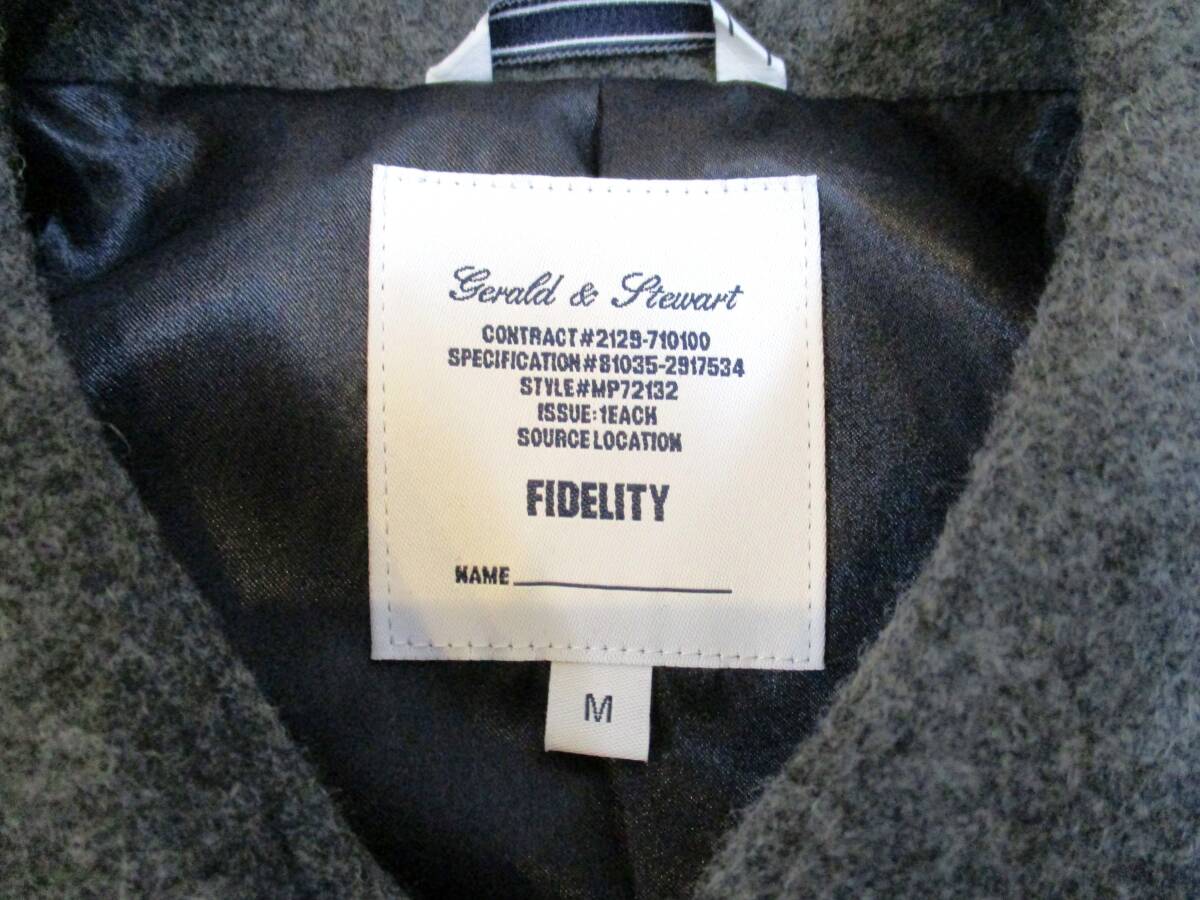 Gerald & Stewart
CONTRACT#2129-710100
SPECIFICATION#81035-2917534
STYLE#MP72132
ISSUE:1EACH
SOURCE LOCATION
FIDELITY
NAME
M